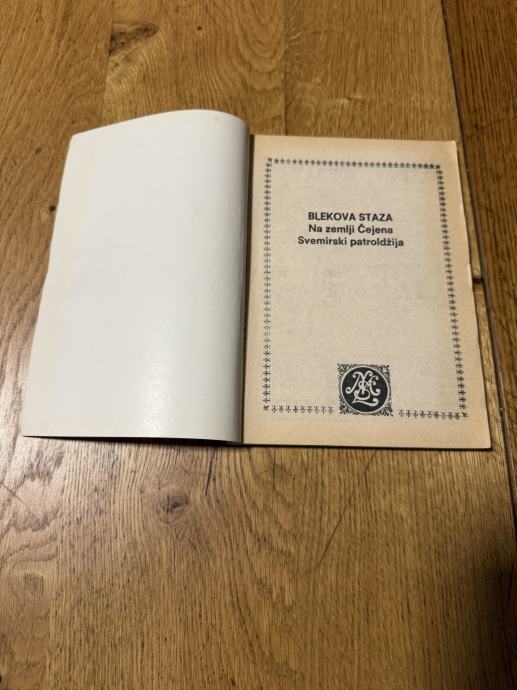 BLEKOVA STAZA
Na zemlji Čejena
Svemirski patroldžija